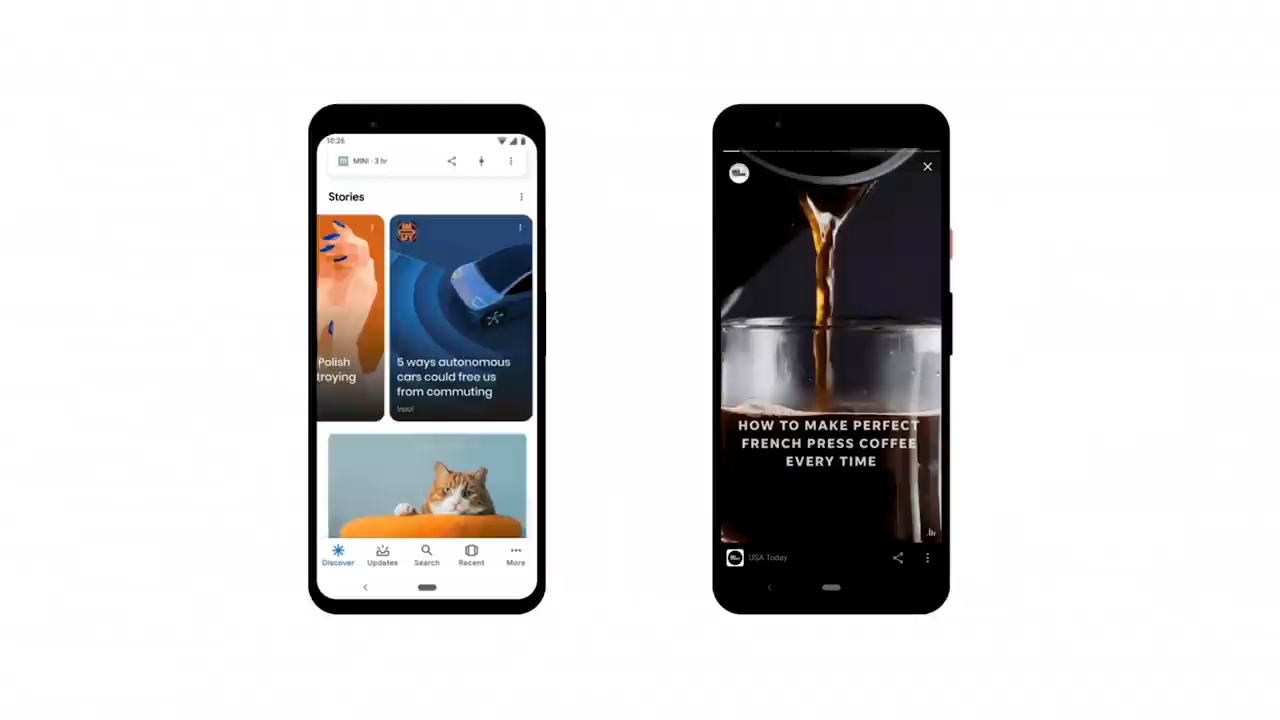 10:26
MINI · 3 hr
Stories
Polish
troying
5 ways autonomous
cars could free us
from commuting
Discover
Updates
Search
Recent
More
HOW TO MAKE PERFECT
FRENCH PRESS COFFEE
EVERY TIME
USA Today